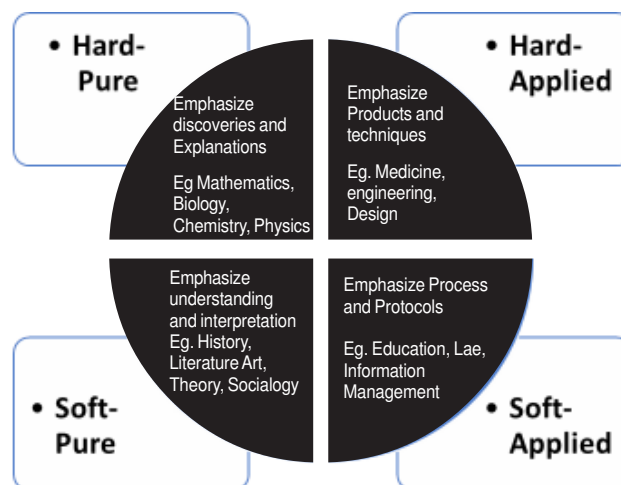 • Hard-
Pure
Emphasize
discoveries and
Explanations
Eg Mathematics,
Biology,
Chemistry, Physics
• Hard-
Applied
Emphasize
Products and
techniques
Eg. Medicine,
engineering,
Design
Emphasize
understanding
and interpretation
Eg. History,
Literature Art,
Theory, Socialogy
• Soft-
Pure
Emphasize Process
and Protocols
Eg. Education, Lae,
Information
Management
• Soft-
Applied